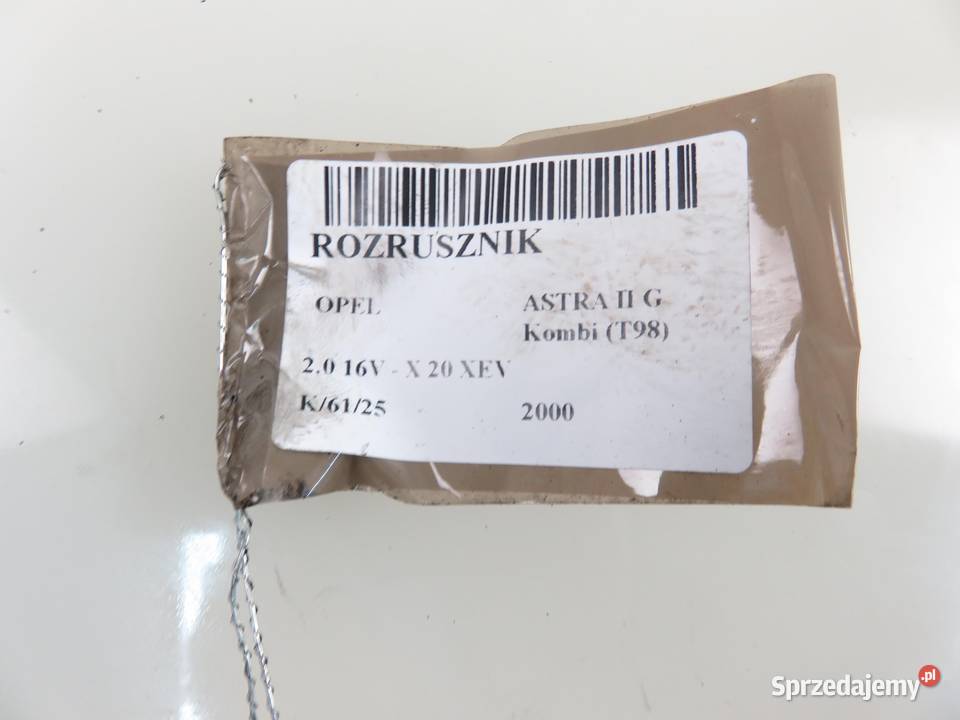 ROZRUSZNIK
OPEL ASTRA II G
Kombi (T98)
2.0 16V - X 20 XEV
K/61/25 2000
Sprzedajemy.pl